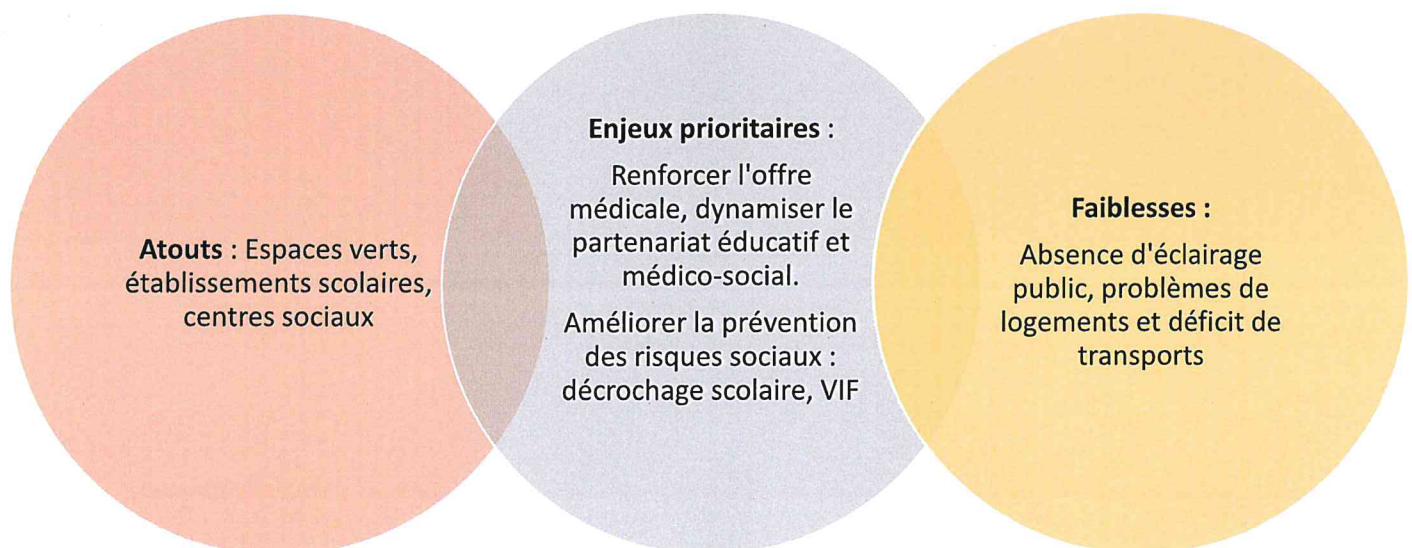 Atouts : Espaces verts,
établissements scolaires,
centres sociaux
Enjeux prioritaires :
Renforcer l'offre
médicale, dynamiser le
partenariat éducatif et
médico-social.
Améliorer la prévention
des risques sociaux :
décrochage scolaire, VIF
Faiblesses :
Absence d'éclairage
public, problèmes de
logements et déficit de
transports